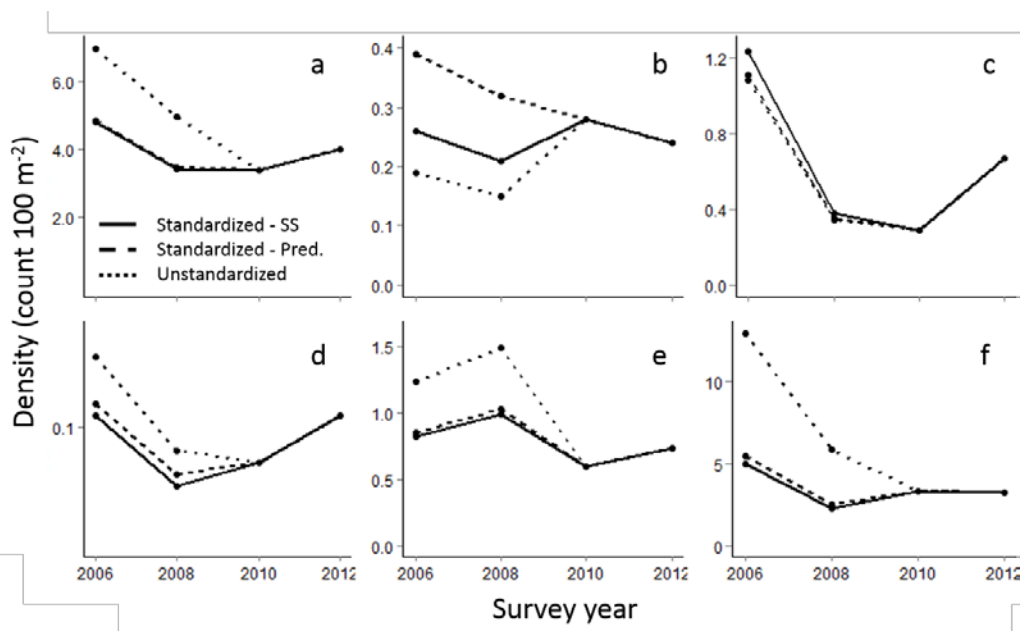 Density (count 100 m⁻²)
a
6.0
4.0
2.0
Standardized - SS
Standardized - Pred.
Unstandardized
b
0.4
0.3
0.2
0.1
0.0
c
1.2
0.8
0.4
0.0
d
0.1
2006 2008 2010 2012
e
1.5
1.0
0.5
0.0
2006 2008 2010 2012
f
10
5
0
2006 2008 2010 2012
Survey year